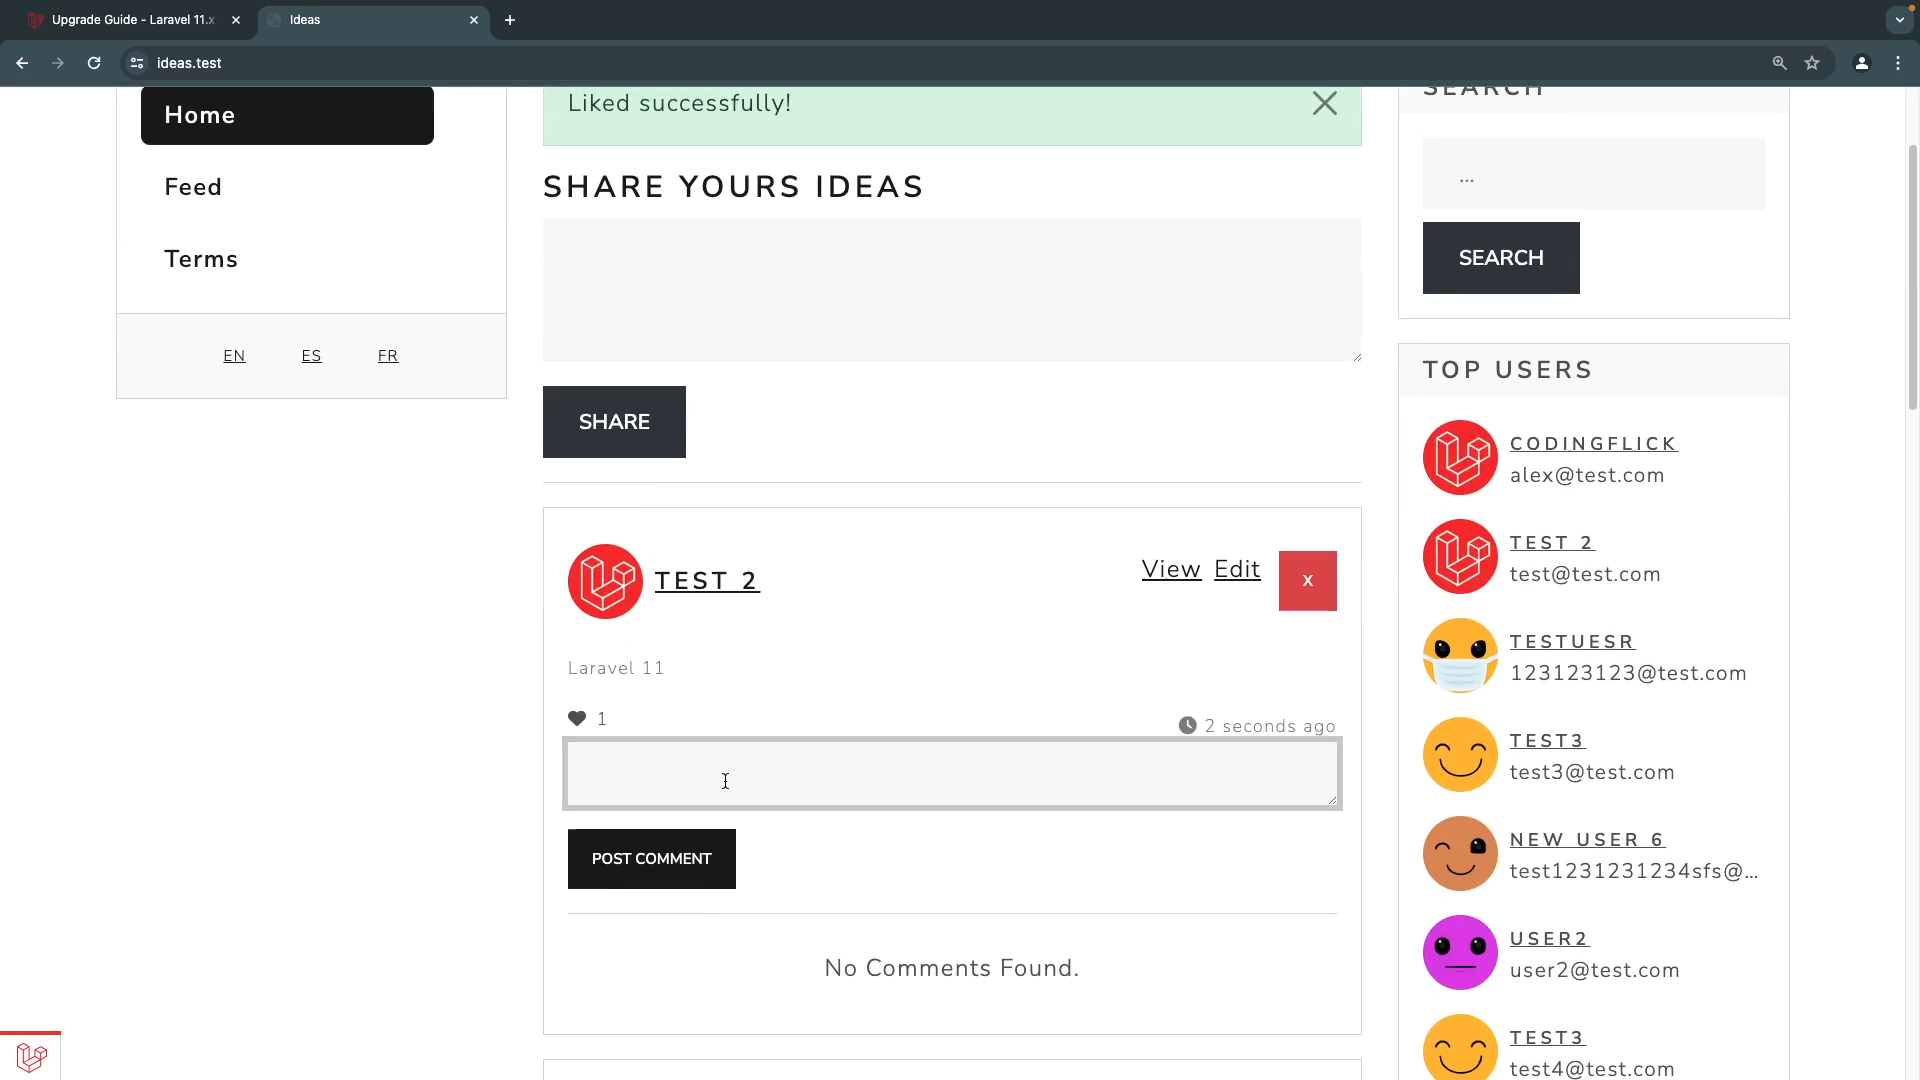 Upgrade Guide - Laravel 11.x
Ideas
ideas.test
Home
Feed
Terms
EN
ES
FR
Liked successfully!
SHARE YOURS IDEAS
SHARE
TEST 2
View
Edit
X
Laravel 11
1
2 seconds ago
POST COMMENT
No Comments Found.
SEARCH
...
SEARCH
TOP USERS
CODINGFLICK
alex@test.com
TEST 2
test@test.com
TESTUESR
123123123@test.com
TEST3
test3@test.com
NEW USER 6
test1231231234sfs@...
USER2
user2@test.com
TEST3
test4@test.com